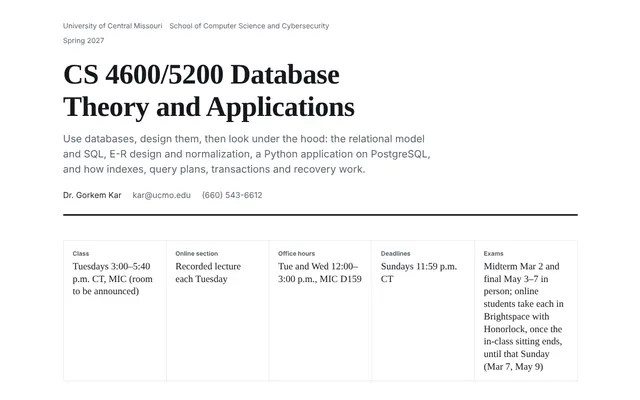 University of Central Missouri School of Computer Science and Cybersecurity
Spring 2027
CS 4600/5200 Database
Theory and Applications
Use databases, design them, then look under the hood: the relational model
and SQL, E-R design and normalization, a Python application on PostgreSQL,
and how indexes, query plans, transactions and recovery work.
Dr. Gorkem Kar kar@ucmo.edu (660) 543-6612
Class
Tuesdays 3:00–5:40
p.m. CT, MIC (room
to be announced)
Online section
Recorded lecture
each Tuesday
Office hours
Tue and Wed 12:00–
3:00 p.m., MIC D159
Deadlines
Sundays 11:59 p.m.
CT
Exams
Midterm Mar 2 and
final May 3–7 in
person; online
students take each in
Brightspace with
Honorlock, once the
in-class sitting ends,
until that Sunday
(Mar 7, May 9)